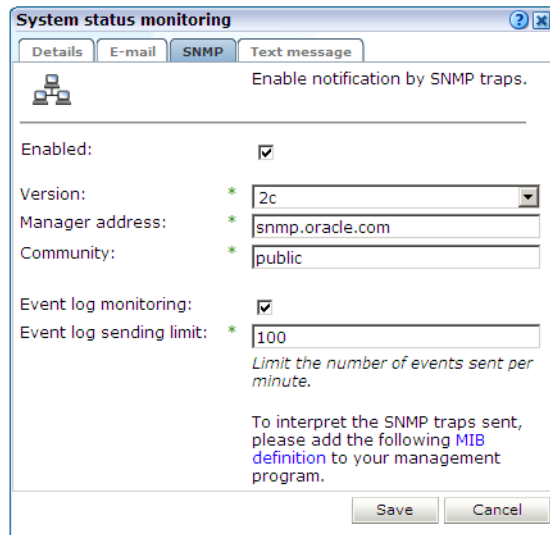 System status monitoring
Details E-mail SNMP Text message
Enable notification by SNMP traps.
Enabled:
Version: * 2c
Manager address: * snmp.oracle.com
Community: * public
Event log monitoring:
Event log sending limit: * 100
Limit the number of events sent per
minute.
To interpret the SNMP traps sent,
please add the following MIB
definition to your management
program.
Save Cancel